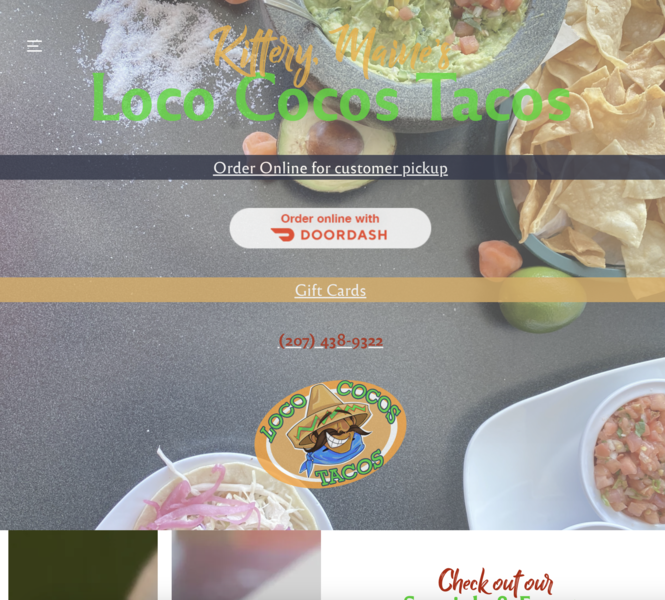 Kittery, Maine's
Loco Cocos Tacos
Order Online for customer pickup
Order online with
DOORDASH
Gift Cards
(207) 438-9322
LOCO COCOS
TACOS
Check out our